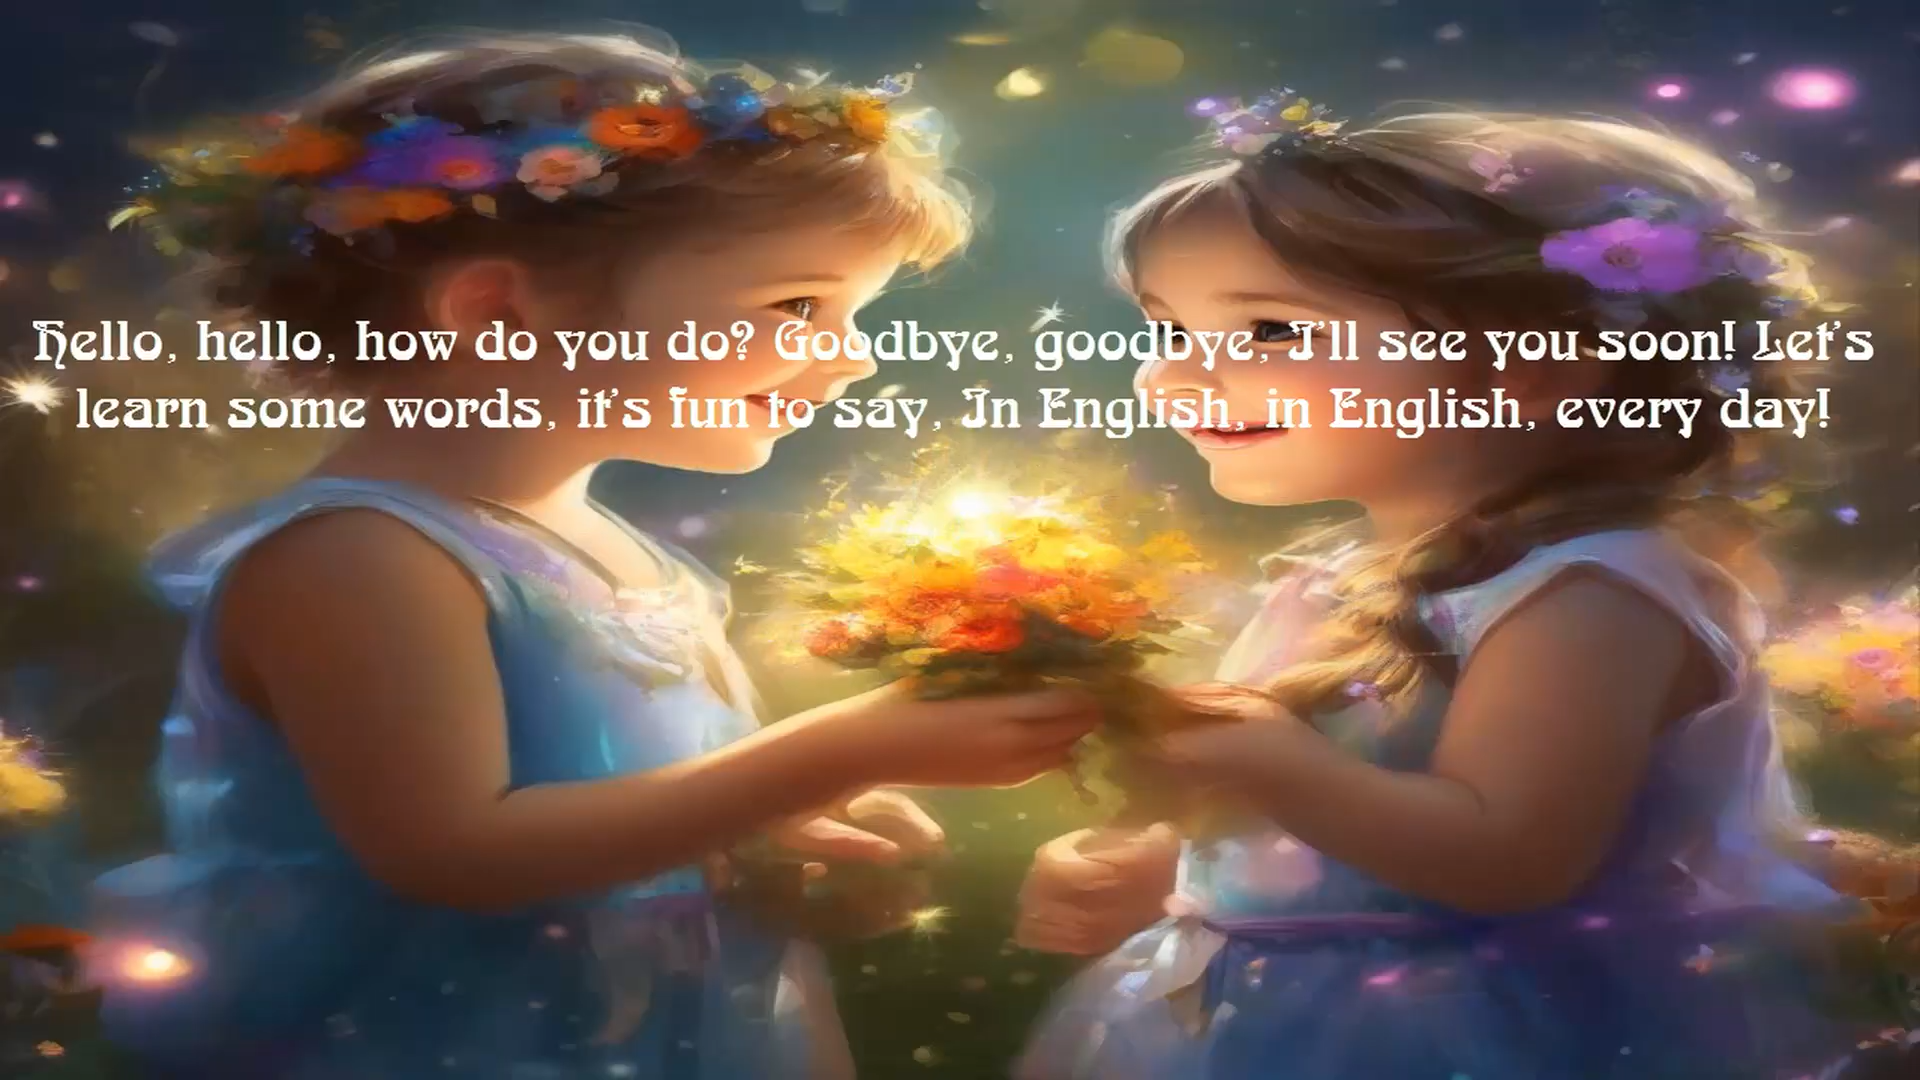 Hello, hello, how do you do? Goodbye, goodbye, I'll see you soon! Let's
learn some words, it's fun to say, In English, in English, every day!